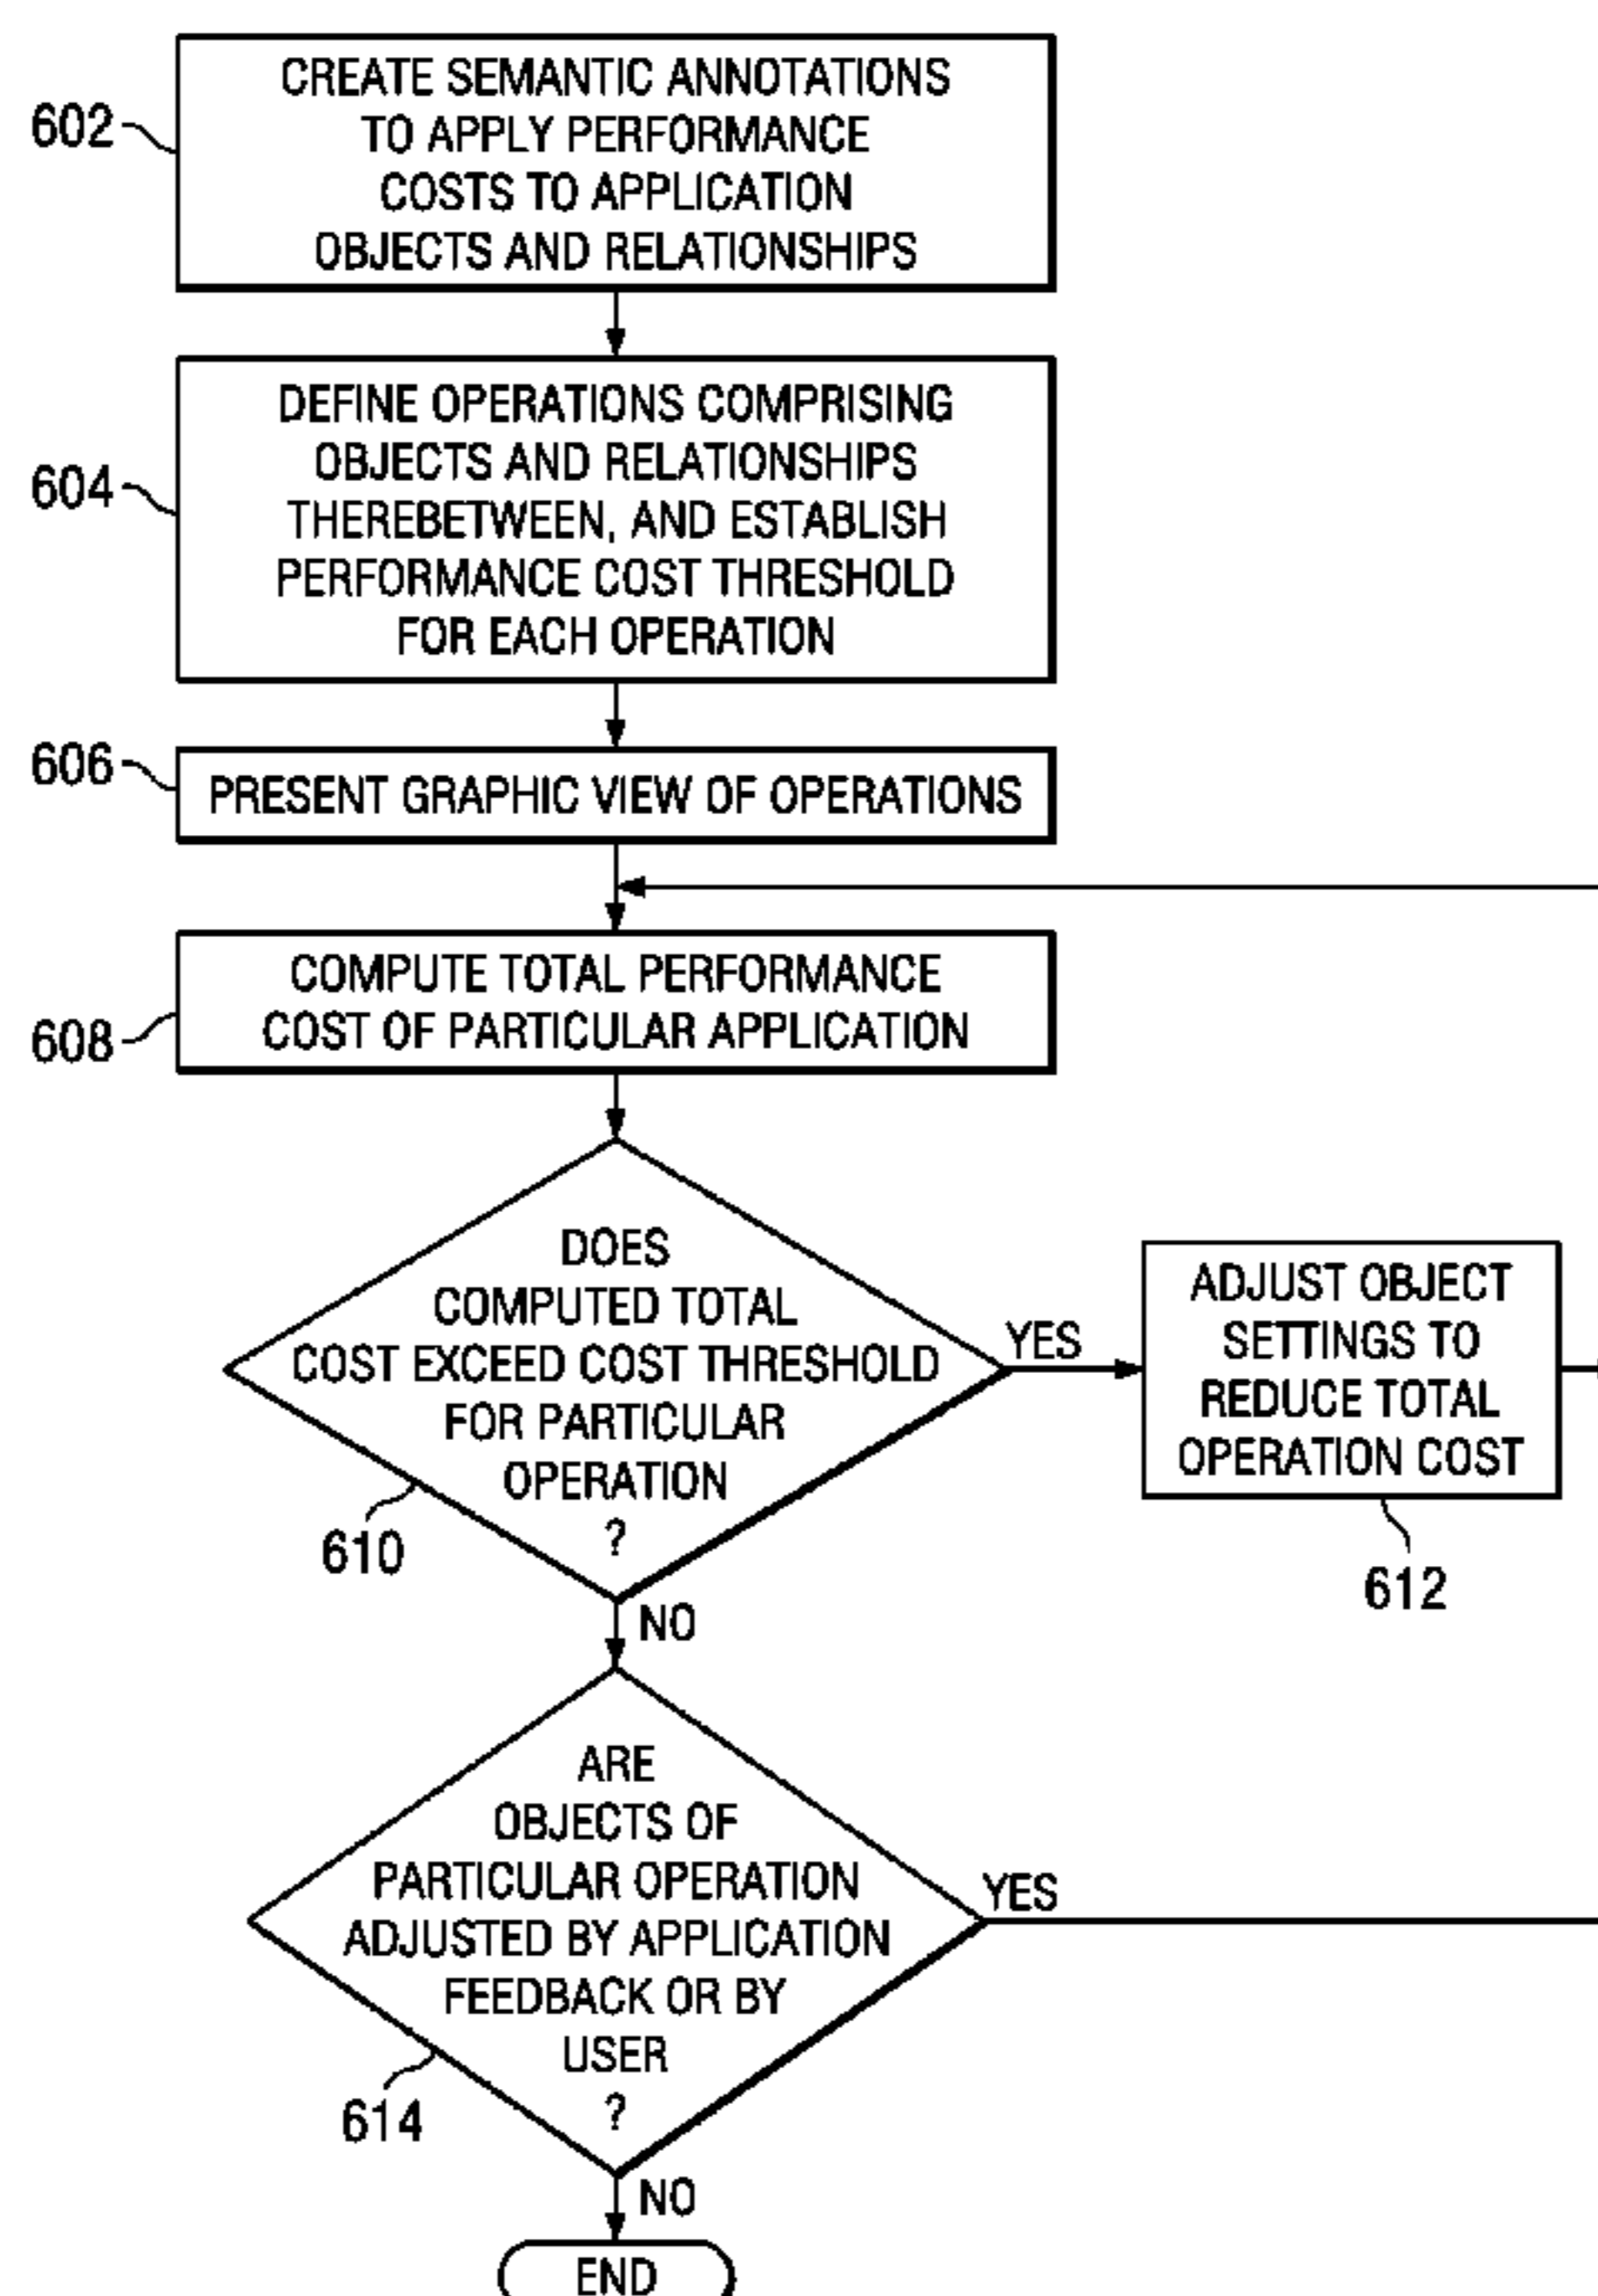 602
CREATE SEMANTIC ANNOTATIONS
TO APPLY PERFORMANCE
COSTS TO APPLICATION
OBJECTS AND RELATIONSHIPS
604
DEFINE OPERATIONS COMPRISING
OBJECTS AND RELATIONSHIPS
THEREBETWEEN, AND ESTABLISH
PERFORMANCE COST THRESHOLD
FOR EACH OPERATION
606
PRESENT GRAPHIC VIEW OF OPERATIONS
608
COMPUTE TOTAL PERFORMANCE
COST OF PARTICULAR APPLICATION
DOES
COMPUTED TOTAL
COST EXCEED COST THRESHOLD
FOR PARTICULAR
OPERATION
?
610
YES
ADJUST OBJECT
SETTINGS TO
REDUCE TOTAL
OPERATION COST
612
NO
ARE
OBJECTS OF
PARTICULAR OPERATION
ADJUSTED BY APPLICATION
FEEDBACK OR BY
USER
?
614
YES
NO
END